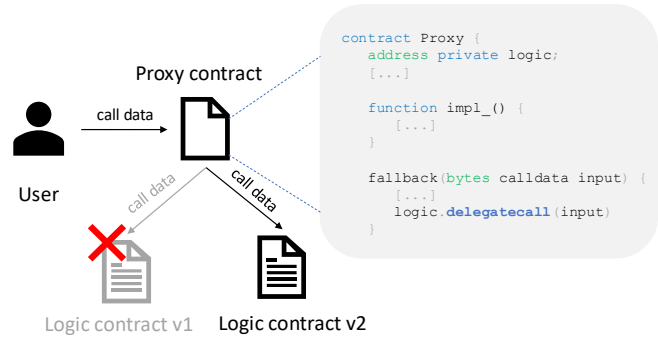 Proxy contract
call data
User
call data
call data
Logic contract v1
Logic contract v2
contract Proxy {
address private logic;
[...]
function impl_() {
[...]
}
fallback(bytes calldata input) {
[...]
logic.delegatecall(input)
}